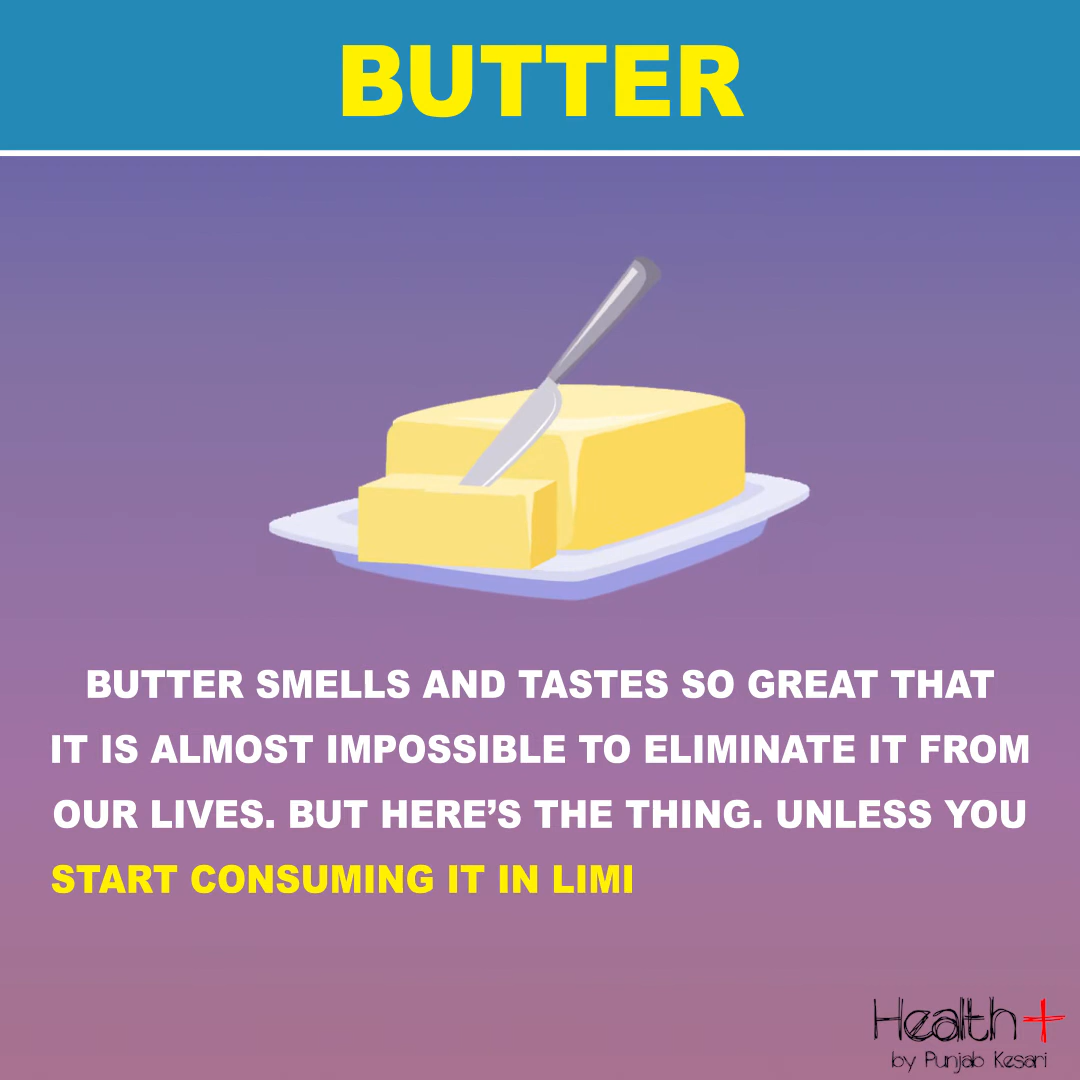 BUTTER
BUTTER SMELLS AND TASTES SO GREAT THAT
IT IS ALMOST IMPOSSIBLE TO ELIMINATE IT FROM
OUR LIVES. BUT HERE’S THE THING. UNLESS YOU
START CONSUMING IT IN LIMI
Health+
by Punjab Kesari